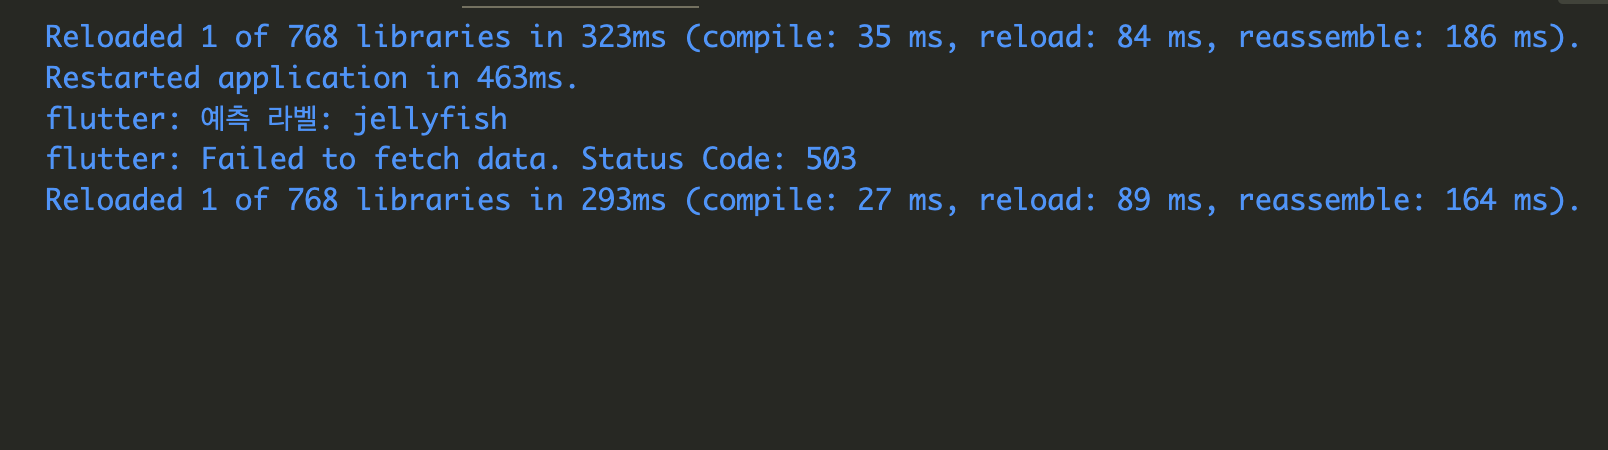 Reloaded 1 of 768 libraries in 323ms (compile: 35 ms, reload: 84 ms, reassemble: 186 ms).
Restarted application in 463ms.
flutter: 예측 라벨: jellyfish
flutter: Failed to fetch data. Status Code: 503
Reloaded 1 of 768 libraries in 293ms (compile: 27 ms, reload: 89 ms, reassemble: 164 ms).